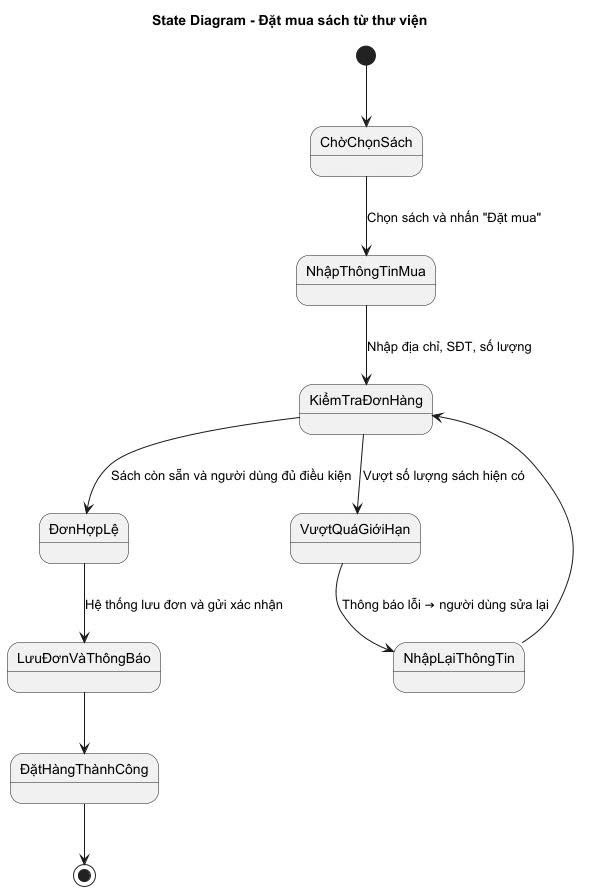 State Diagram - Đặt mua sách từ thư viện
ChờChọnSách
Chọn sách và nhấn "Đặt mua"
NhậpThôngTinMua
Nhập địa chỉ, SĐT, số lượng
KiểmTraĐơnHàng
Sách còn sẵn và người dùng đủ điều kiện
Vượt số lượng sách hiện có
ĐơnHợpLệ
VượtQuáGiớiHạn
Hệ thống lưu đơn và gửi xác nhận
Thông báo lỗi → người dùng sửa lại
LưuĐơnVàThôngBáo
NhậpLạiThôngTin
ĐặtHàngThànhCông